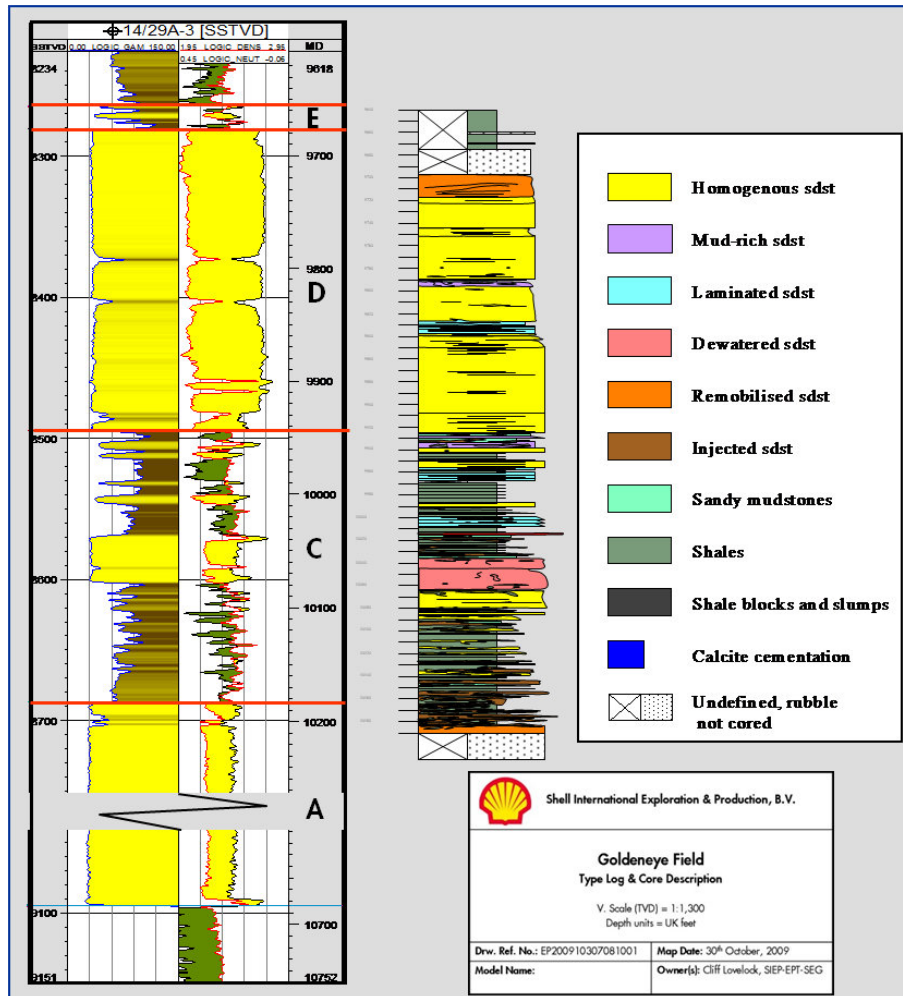 14/29A-3 [SSTVD]
SSTVD 0.00 LOGIC_GAM 150.00 1.95 LOGIC_DENS 2.95 MD
0.45 LOGIC_NEUT -0.05
8234 9618
E
8300 9700
9800
D
8400
9900
8500
10000
C
8600
10100
8700 10200
A
9100
10700
9151 10752
Homogenous sdst
Mud-rich sdst
Laminated sdst
Dewatered sdst
Remobilised sdst
Injected sdst
Sandy mudstones
Shales
Shale blocks and slumps
Calcite cementation
Undefined, rubble
not cored
Shell International Exploration & Production, B.V.
Goldeneye Field
Type Log & Core Description
V. Scale (TVD) = 1:1,300
Depth units = UK feet
Drw. Ref. No.: EP200910307081001 Map Date: 30th October, 2009
Model Name: Owner(s): Cliff Lovelock, SIEP-EPT-SEG